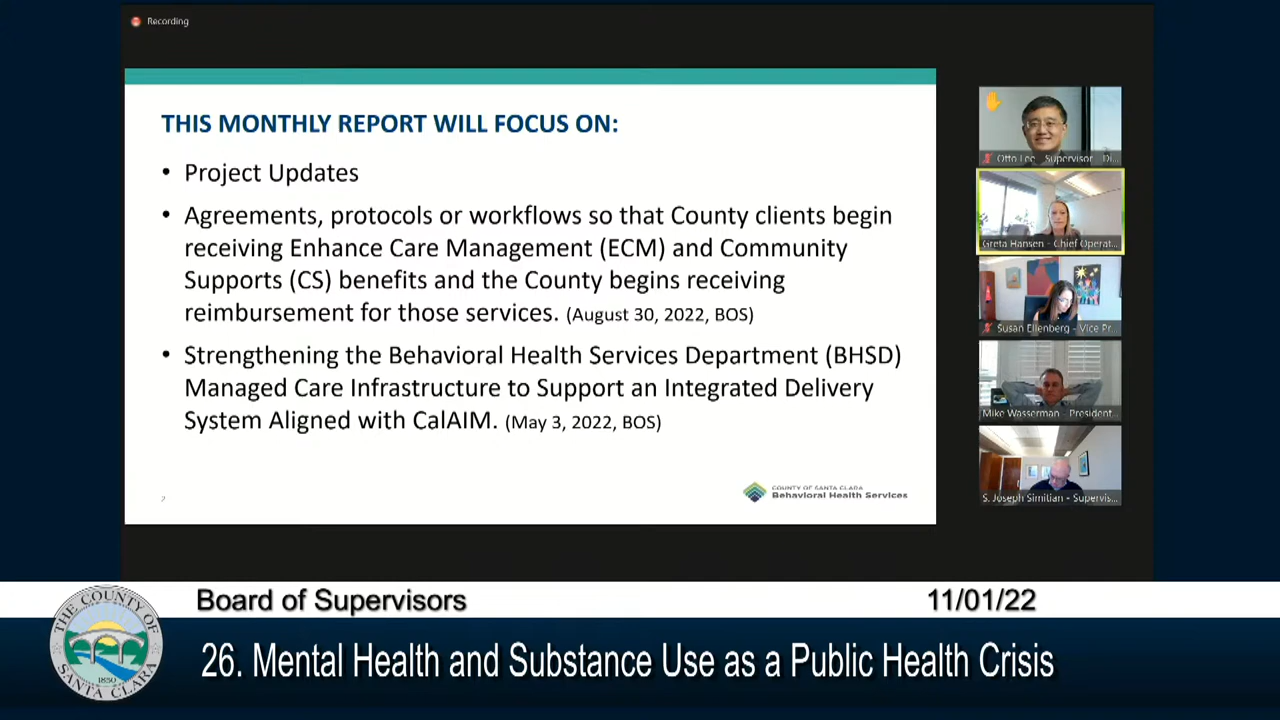 Recording
THIS MONTHLY REPORT WILL FOCUS ON:
• Project Updates
• Agreements, protocols or workflows so that County clients begin
receiving Enhance Care Management (ECM) and Community
Supports (CS) benefits and the County begins receiving
reimbursement for those services. (August 30, 2022, BOS)
• Strengthening the Behavioral Health Services Department (BHSD)
Managed Care Infrastructure to Support an Integrated Delivery
System Aligned with CalAIM. (May 3, 2022, BOS)
2
COUNTY OF SANTA CLARA
Behavioral Health Services
Otto Lee - Supervisor - Di...
Greta Hansen - Chief Operat...
Susan Ellenberg - Vice Pr...
Mike Wasserman - President...
S. Joseph Simitian - Supervis...
Board of Supervisors
11/01/22
THE COUNTY OF SANTA CLARA
1850
26. Mental Health and Substance Use as a Public Health Crisis